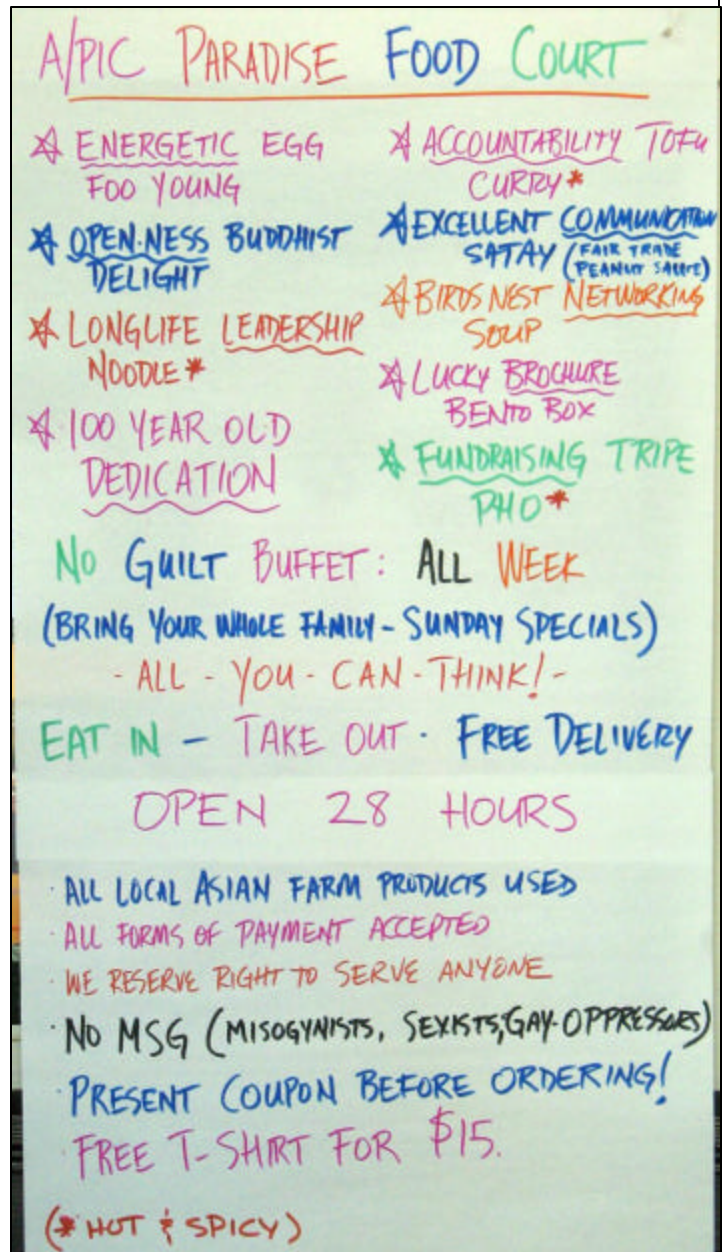 A/PIC PARADISE FOOD COURT
☆ ENERGETIC EGG
FOO YOUNG
☆ OPEN-NESS BUDDHIST
DELIGHT
☆ LONGLIFE LEADERSHIP
NOODLE *
☆ 100 YEAR OLD
DEDICATION
☆ ACCOUNTABILITY TOFU
CURRY *
☆ EXCELLENT COMMUNICATION
SATAY (FAIR TRADE
PEANUT SAUCE)
☆ BIRDS NEST NETWORKING
SOUP
☆ LUCKY BROCHURE
BENTO BOX
☆ FUNDRAISING TRIPE
PHO *
NO GUILT BUFFET: ALL WEEK
(BRING YOUR WHOLE FAMILY - SUNDAY SPECIALS)
- ALL - YOU - CAN - THINK! -
EAT IN - TAKE OUT · FREE DELIVERY
OPEN 28 HOURS
· ALL LOCAL ASIAN FARM PRODUCTS USED
· ALL FORMS OF PAYMENT ACCEPTED
· WE RESERVE RIGHT TO SERVE ANYONE
· NO MSG (MISOGYNISTS, SEXISTS, GAY-OPPRESSORS)
· PRESENT COUPON BEFORE ORDERING!
· FREE T-SHIRT FOR $15.
(* HOT & SPICY)